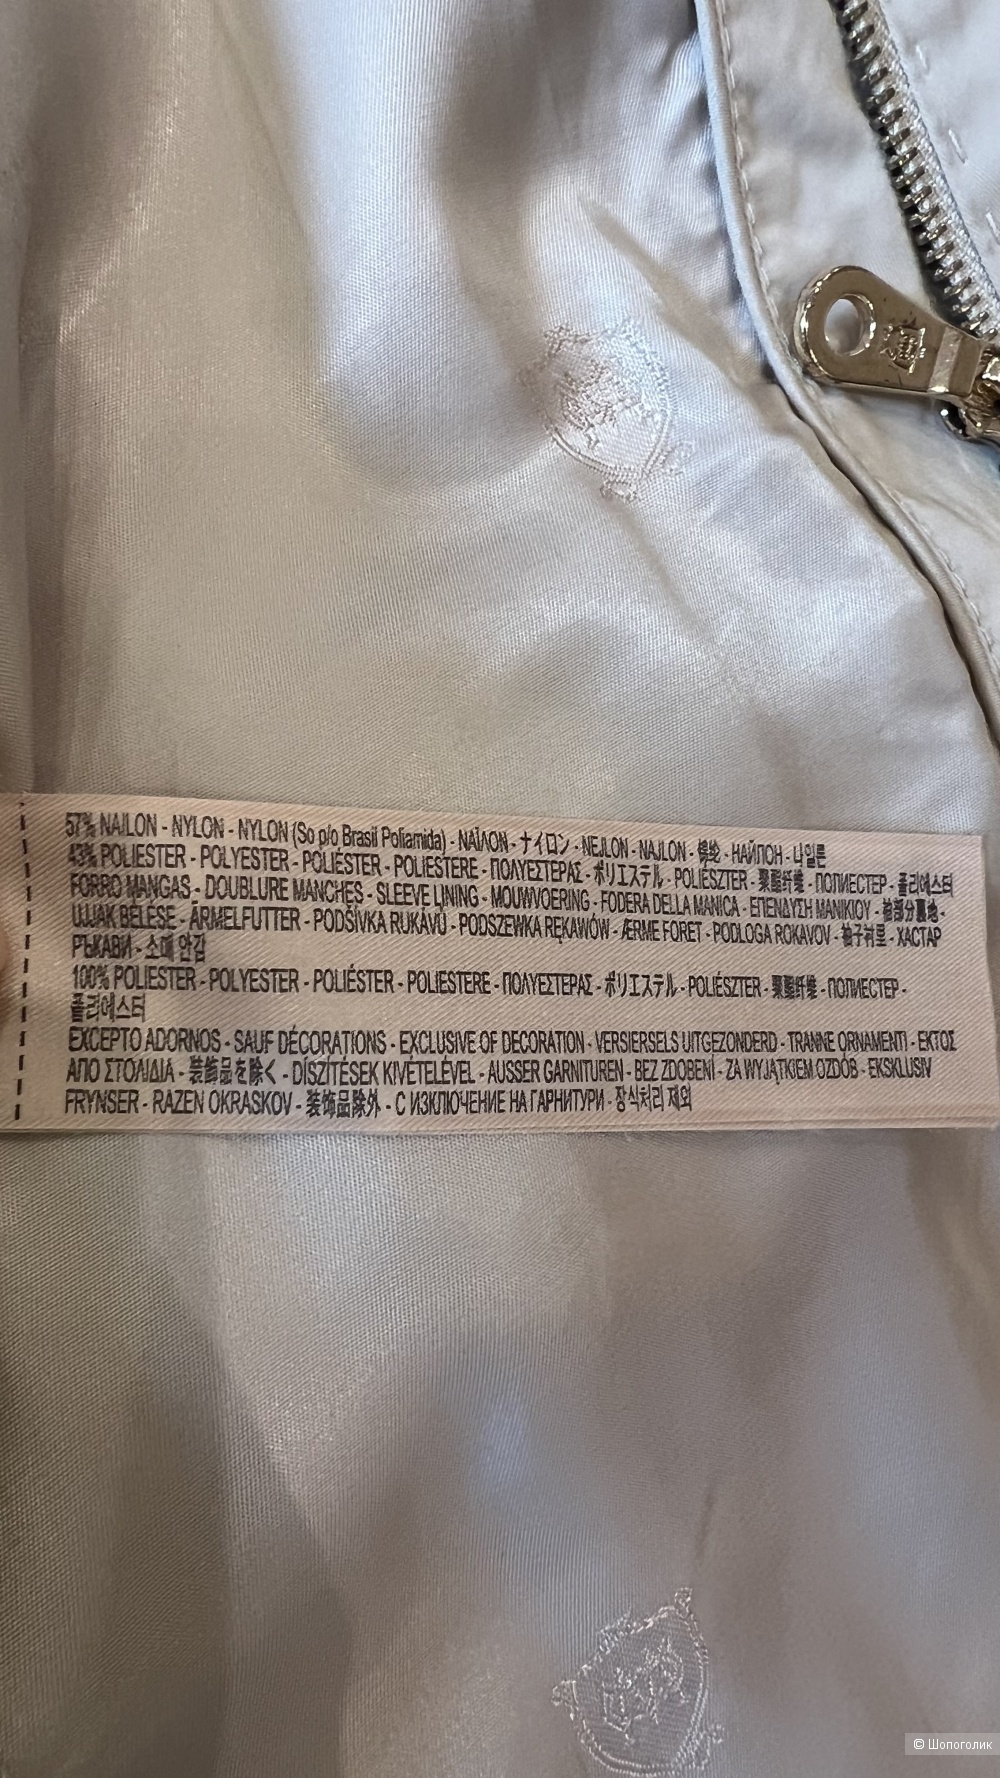 57% NAILON - NYLON - NYLON (So p/o Brasil Poliamida) - ΝΑΪΛΟΝ - ナイロン - NEJLON - NAJLON - 锦纶 - НАЙЛОН - 나일론
43% POLIESTER - POLYESTER - POLIÉSTER - POLIESTERE - ΠΟΛΥΕΣΤΕΡΑΣ - ポリエステル - POLIÉSZTER - 聚酯纤维 - ПОЛИЕСТЕР - 폴리에스터
FORRO MANGAS - DOUBLURE MANCHES - SLEEVE LINING - MOUWVOERING - FODERA DELLA MANICA - ΕΠΕΝΔΥΣΗ ΜΑΝΙΚΙΟΥ - 袖部分裏地 -
UJJAK BÉLÉSE - ÄRMELFUTTER - PODŠÍVKA RUKÁVŮ - PODSZEWKA RĘKAWÓW - ÆRME FORET - PODLOGA ROKAVOV - 袖子衬里 - ХАСТАР
РЪКАВИ - 소매 안감
100% POLIESTER - POLYESTER - POLIÉSTER - POLIESTERE - ΠΟΛΥΕΣΤΕΡΑΣ - ポリエステル - POLIÉSZTER - 聚酯纤维 - ПОЛИЕСТЕР -
폴리에스터
EXCEPTO ADORNOS - SAUF DÉCORATIONS - EXCLUSIVE OF DECORATION - VERSIERSELS UITGEZONDERD - TRANNE ORNAMENTI - ΕΚΤΟΣ
ΑΠΟ ΣΤΟΛΙΔΙΑ - 装飾品を除く - DÍSZÍTÉSEK KIVÉTELÉVEL - AUSSER GARNITUREN - BEZ ZDOBENÍ - ZA WYJĄTKIEM OZDÓB - EKSKLUSIV
FRYNSER - RAZEN OKRASKOV - 装饰品除外 - С ИЗКЛЮЧЕНИЕ НА ГАРНИТУРИ - 장식처리 제외
© Шопоголик